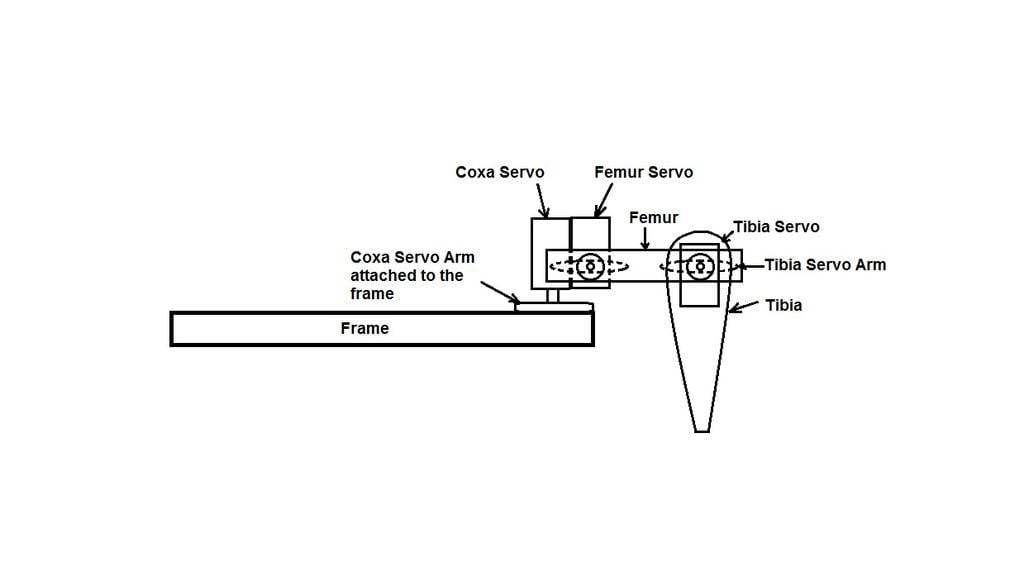 Coxa Servo
Femur Servo
Femur
Tibia Servo
Coxa Servo Arm
attached to the
frame
Tibia Servo Arm
Tibia
Frame